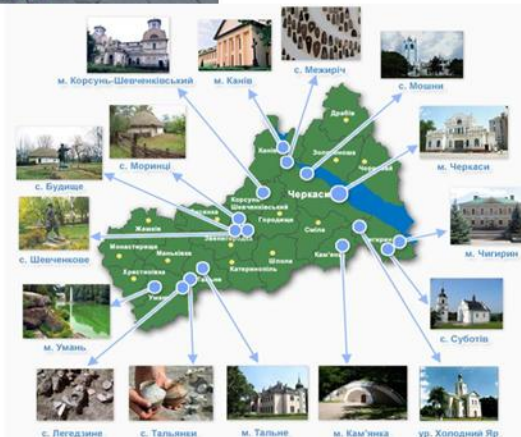 м. Корсунь-Шевченківський
м. Канів
с. Межиріч
с. Мошни
с. Моринці
м. Черкаси
с. Будище
с. Шевченкове
м. Чигирин
м. Умань
с. Суботів
с. Легедзине
с. Тальянки
м. Тальне
м. Кам'янка
ур. Холодний Яр
Драбів
Канів
Золотоноша
Черкаси
Корсунь-
Шевченківський
Городище
Сміла
Звенигородка
Жашків
Монастирище
Маньківка
Христинівка
Катеринопіль
Шпола
Кам'янка
Умань
Тальне